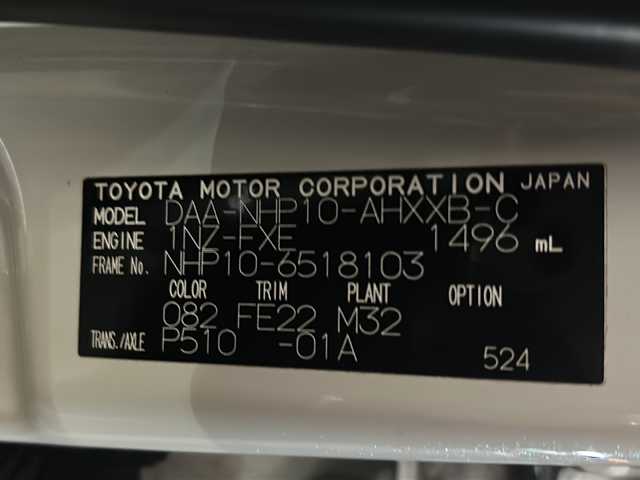 TOYOTA MOTOR CORPORATION JAPAN
MODEL DAA-NHP10-AHXXB-C
ENGINE 1NZ-FXE 1496 mL
FRAME No. NHP10-6518103
COLOR TRIM PLANT OPTION
082 FE22 M32
TRANS./AXLE P510 -01A 524